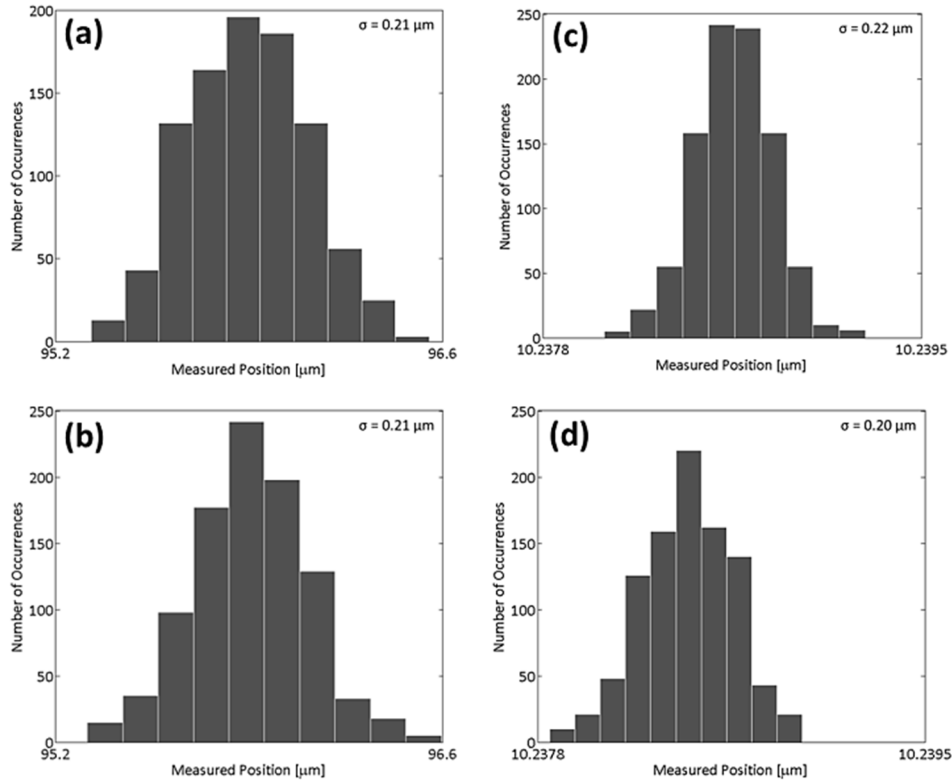 (a)
σ = 0.21 µm
200
150
100
50
0
Number of Occurrences
95.2
96.6
Measured Position [µm]
(c)
σ = 0.22 µm
250
200
150
100
50
0
Number of Occurrences
10.2378
10.2395
Measured Position [µm]
(b)
σ = 0.21 µm
250
200
150
100
50
0
Number of Occurrences
95.2
96.6
Measured Position [µm]
(d)
σ = 0.20 µm
250
200
150
100
50
0
Number of Occurrences
10.2378
10.2395
Measured Position [µm]